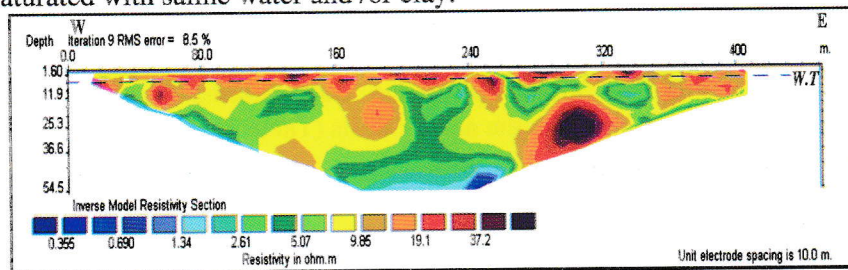 aturated with saline water and /or clay.
W E
Depth Iteration 9 RMS error = 8.5 %
0.0 80.0 160 240 320 400 m.
1.60
W.T
11.9
25.3
36.6
54.5
Inverse Model Resistivity Section
0.355 0.690 1.34 2.61 5.07 9.85 19.1 37.2
Resistivity in ohm.m Unit electrode spacing is 10.0 m.